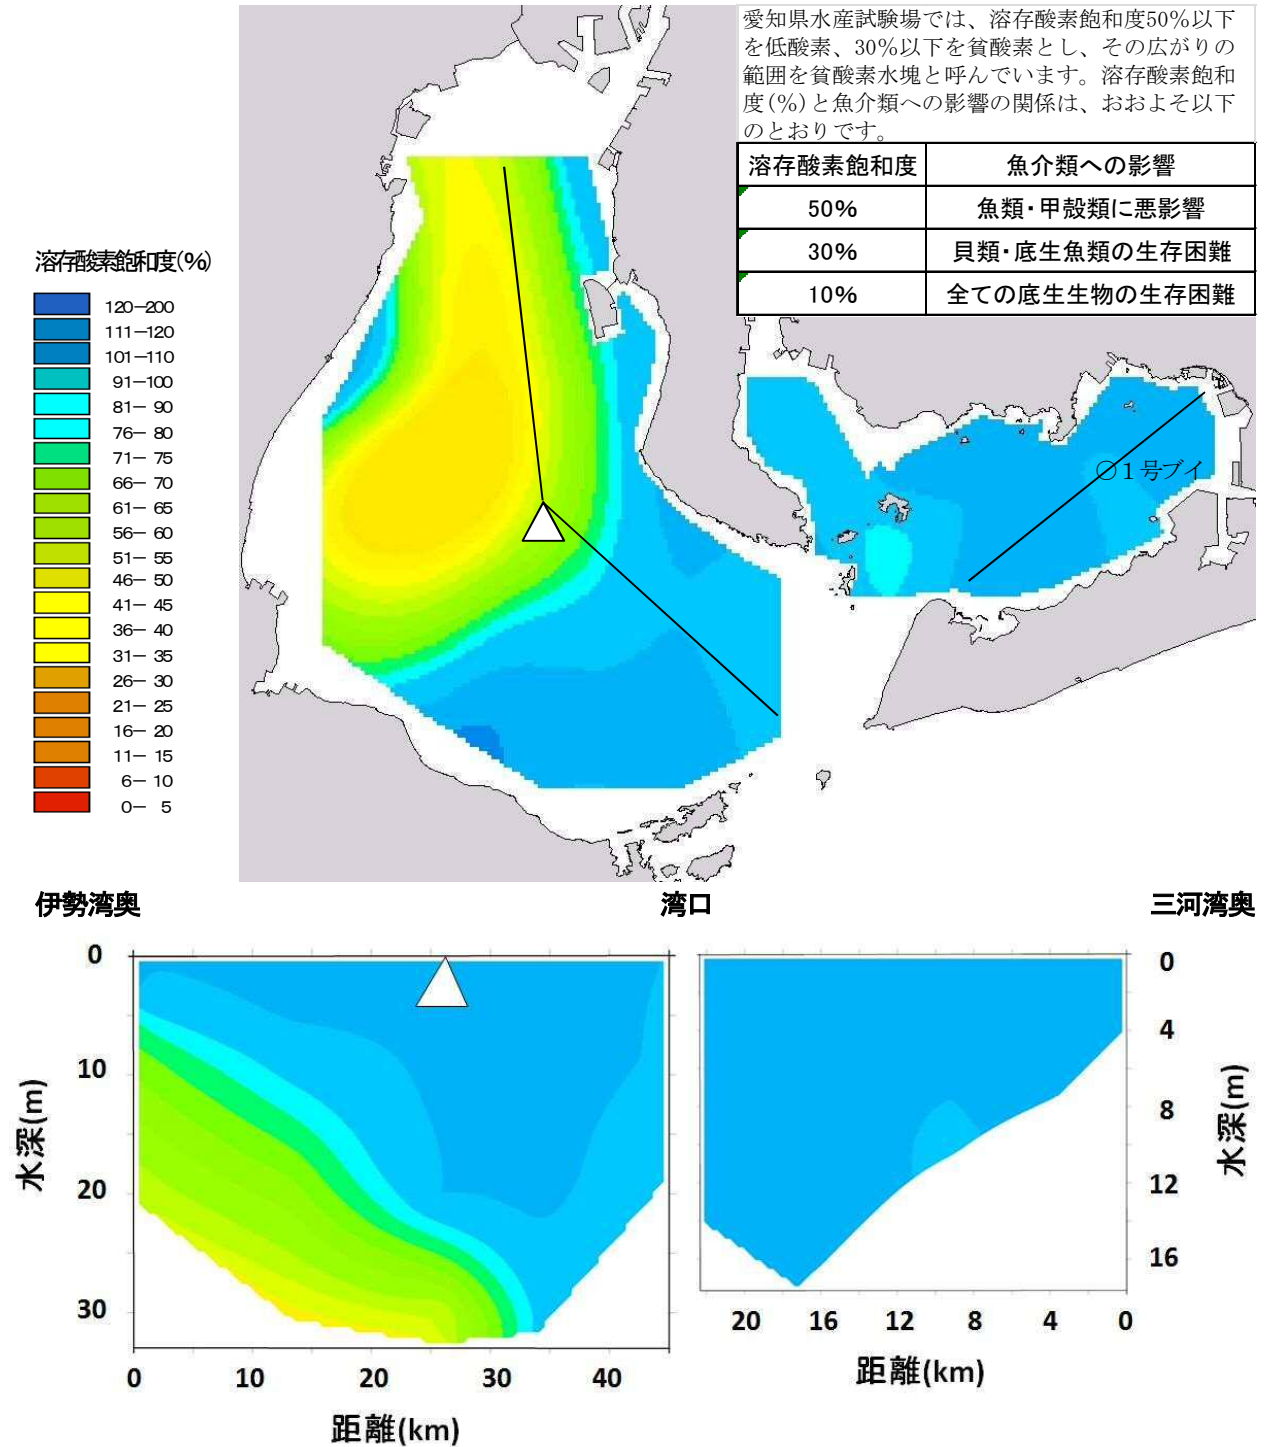 愛知県水産試験場では、溶存酸素飽和度50%以下
を低酸素、30%以下を貧酸素とし、その広がりの
範囲を貧酸素水塊と呼んでいます。溶存酸素飽和
度(%)と魚介類への影響の関係は、おおよそ以下
のとおりです。
溶存酸素飽和度 魚介類への影響
50% 魚類・甲殻類に悪影響
30% 貝類・底生魚類の生存困難
10% 全ての底生生物の生存困難
溶存酸素飽和度(%)
120-200
111-120
101-110
91-100
81- 90
76- 80
71- 75
66- 70
61- 65
56- 60
51- 55
46- 50
41- 45
36- 40
31- 35
26- 30
21- 25
16- 20
11- 15
6- 10
0- 5
○1号ブイ
伊勢湾奥 湾口 三河湾奥
0
10
20
30
水深(m)
0 10 20 30 40
距離(km)
0
4
8
12
16
水深(m)
20 16 12 8 4 0
距離(km)